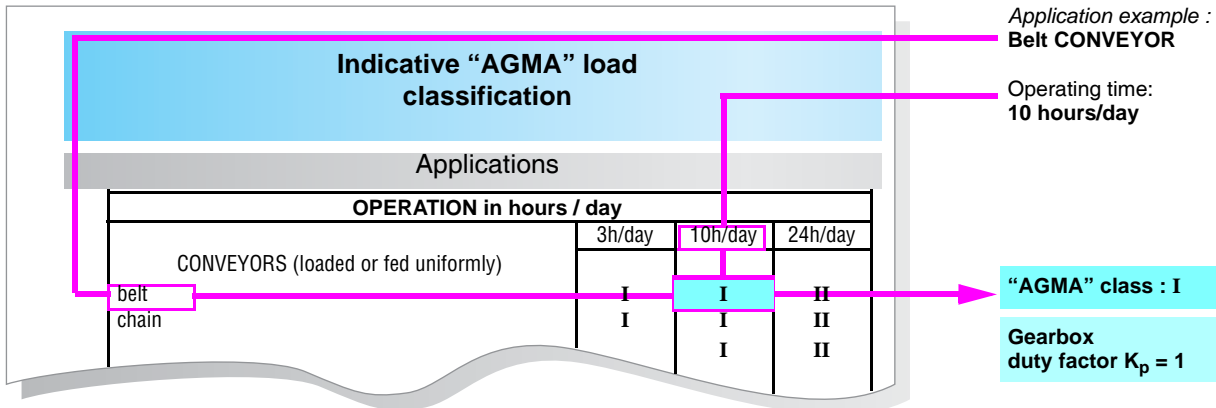 Application example :
Belt CONVEYOR
Indicative “AGMA” load
classification
Operating time:
10 hours/day
Applications
OPERATION in hours / day
3h/day 10h/day 24h/day
CONVEYORS (loaded or fed uniformly)
belt I I II
“AGMA” class : I
chain I I II
I II
Gearbox
duty factor Kp = 1